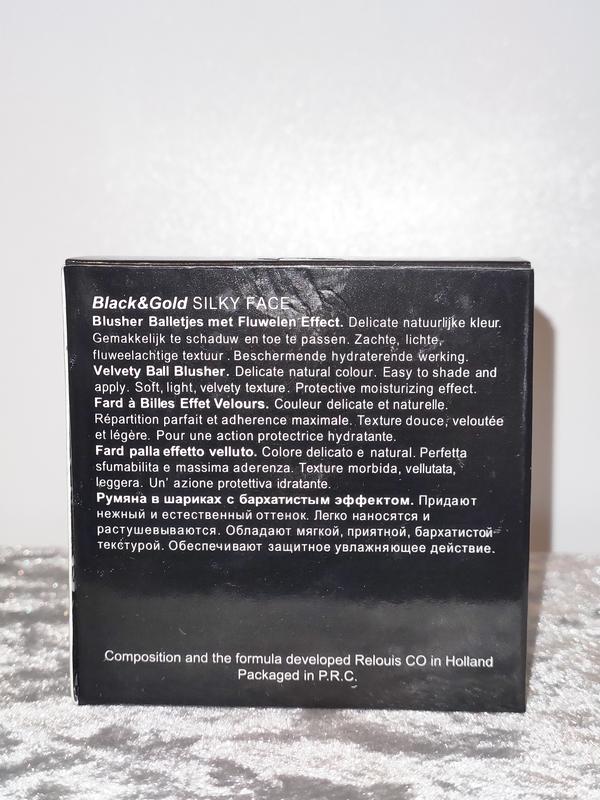 Black&Gold SILKY FACE
Blusher Balletjes met Fluwelen Effect. Delicate natuurlijke kleur.
Gemakkelijk te schaduw en toe te passen. Zachte, lichte,
fluweelachtige textuur . Beschermende hydraterende werking.
Velvety Ball Blusher. Delicate natural colour. Easy to shade and
apply. Soft, light, velvety texture. Protective moisturizing effect.
Fard à Billes Effet Velours. Couleur delicate et naturelle.
Répartition parfait et adherence maximale. Texture douce, veloutée
et légère. Pour une action protectrice hydratante.
Fard palla effetto velluto. Colore delicato e natural. Perfetta
sfumabilita e massima aderenza. Texture morbida, vellutata,
leggera. Un' azione protettiva idratante.
Румяна в шариках с бархатистым эффектом. Придают
нежный и естественный оттенок. Легко наносятся и
растушевываются. Обладают мягкой, приятной, бархатистой
текстурой. Обеспечивают защитное увлажняющее действие.
Composition and the formula developed Relouis CO in Holland
Packaged in P.R.C.